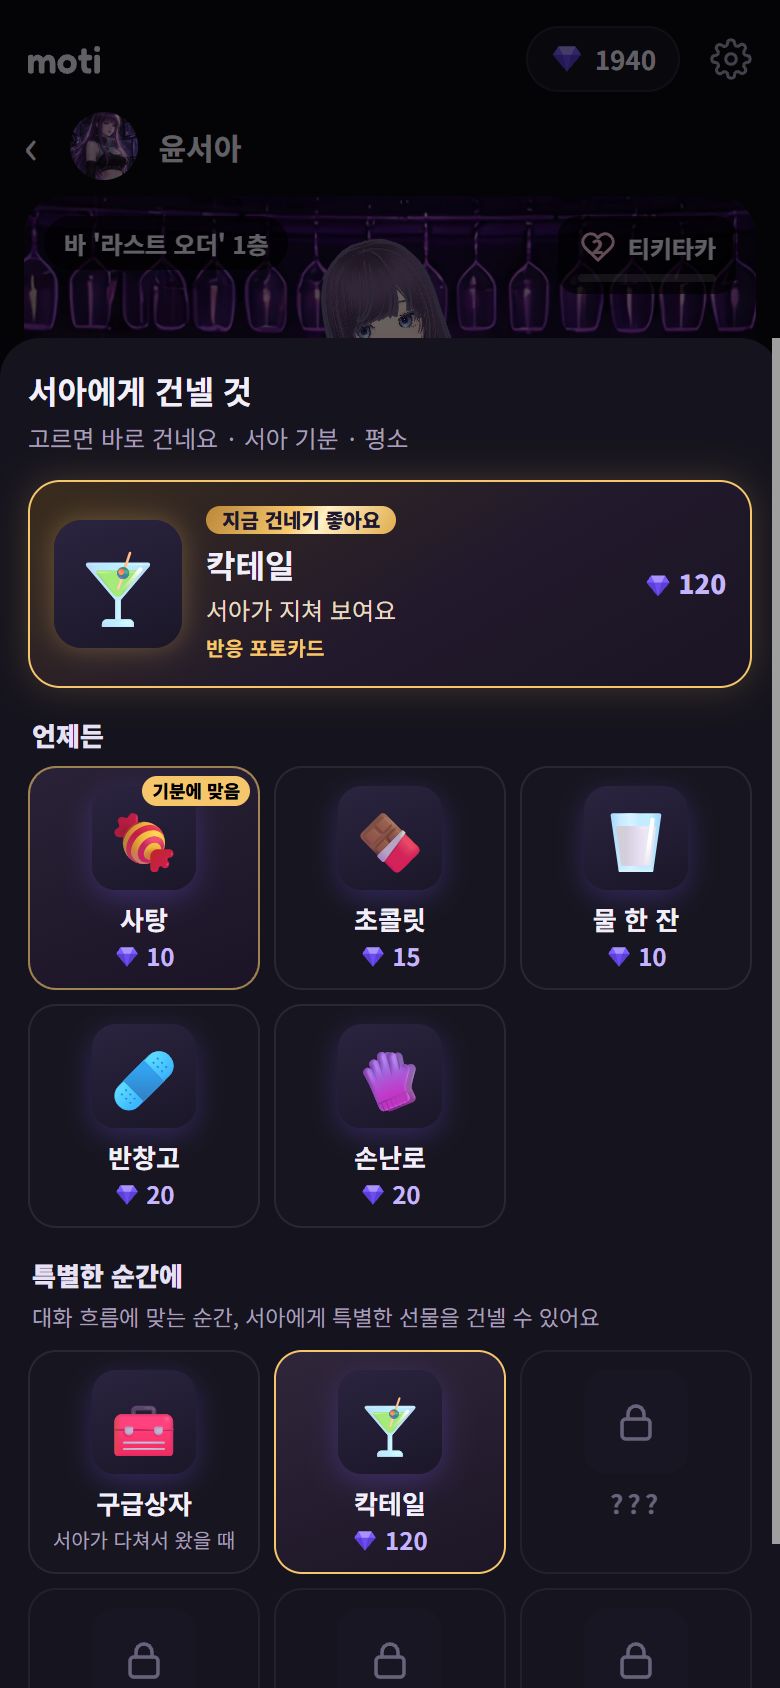 moti
1940
윤서아
바 '라스트 오더' 1층
2 티키타카
서아에게 건넬 것
고르면 바로 건네요 · 서아 기분 · 평소
지금 건네기 좋아요
칵테일
120
서아가 지쳐 보여요
반응 포토카드
언제든
기분에 맞음
사탕
10
초콜릿
15
물 한 잔
10
반창고
20
손난로
20
특별한 순간에
대화 흐름에 맞는 순간, 서아에게 특별한 선물을 건넬 수 있어요
구급상자
서아가 다쳐서 왔을 때
칵테일
120
???